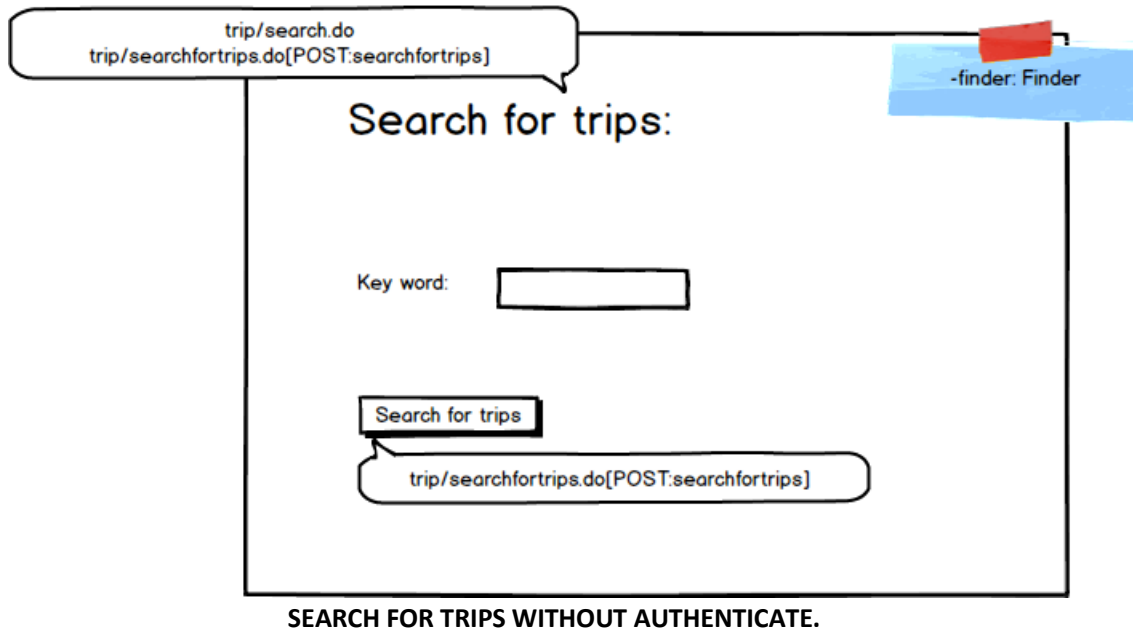 trip/search.do
trip/searchfortrips.do[POST:searchfortrips]
-finder: Finder
Search for trips:
Key word:
Search for trips
trip/searchfortrips.do[POST:searchfortrips]
SEARCH FOR TRIPS WITHOUT AUTHENTICATE.